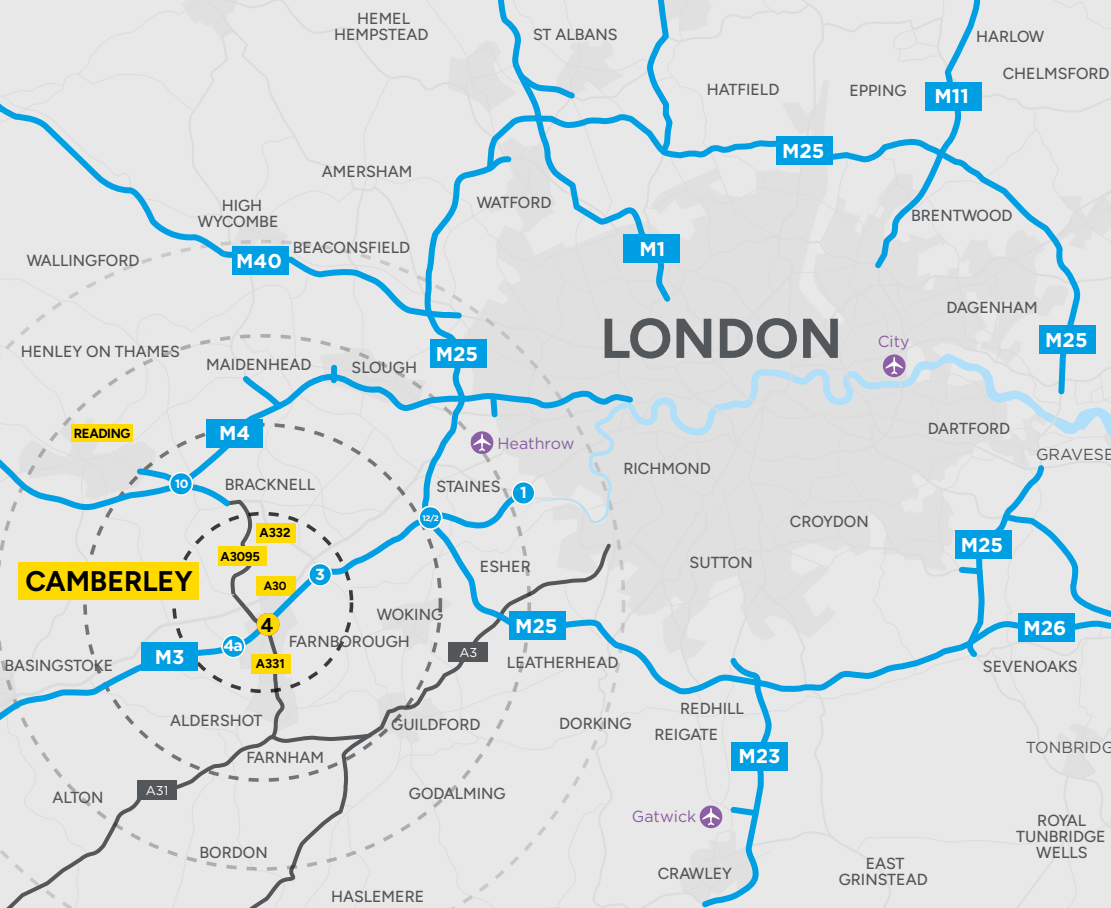 HEMEL
HEMPSTEAD
ST ALBANS
HARLOW
CHELMSFORD
HATFIELD
EPPING
M11
M25
AMERSHAM
WATFORD
HIGH
WYCOMBE
BRENTWOOD
BEACONSFIELD
WALLINGFORD
M40
M1
DAGENHAM
LONDON
City
M25
HENLEY ON THAMES
MAIDENHEAD
SLOUGH
M25
READING
M4
Heathrow
DARTFORD
GRAVESE
RICHMOND
10
BRACKNELL
STAINES
1
12/2
CROYDON
A332
A3095
M25
SUTTON
ESHER
CAMBERLEY
A30
3
WOKING
4
M25
M26
4a
FARNBOROUGH
A3
M3
BASINGSTOKE
A331
LEATHERHEAD
SEVENOAKS
ALDERSHOT
GUILDFORD
DORKING
REDHILL
REIGATE
TONBRIDG
FARNHAM
M23
A31
ALTON
GODALMING
Gatwick
ROYAL
TUNBRIDGE
WELLS
BORDON
CRAWLEY
EAST
GRINSTEAD
HASLEMERE